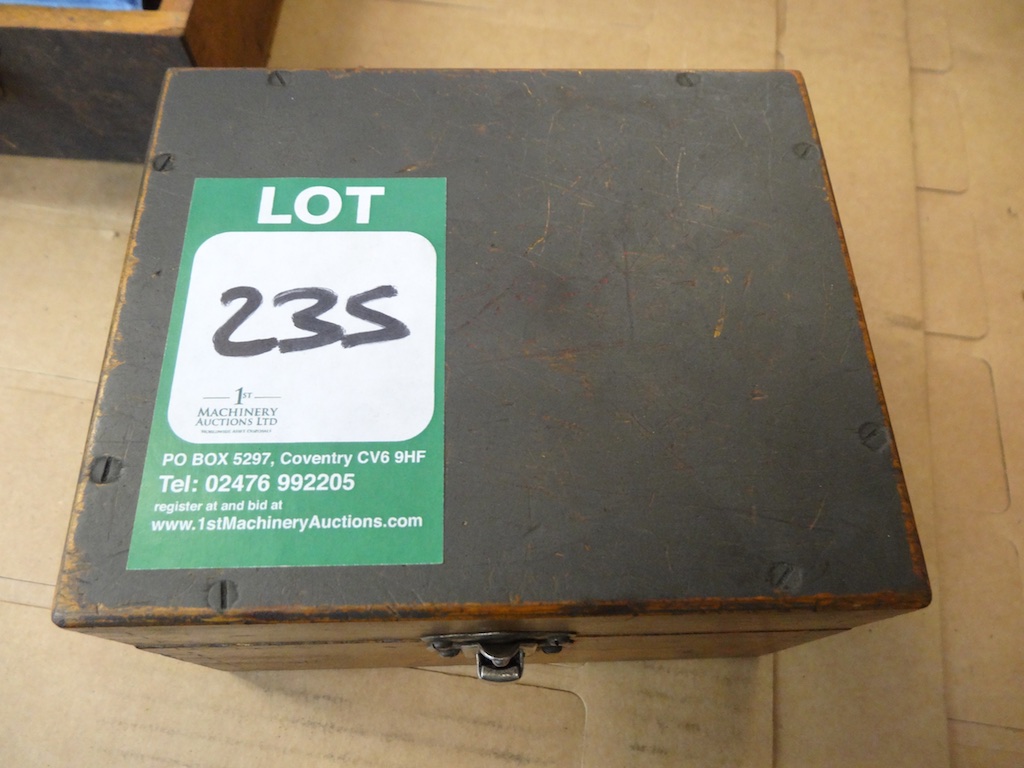 LOT
235
1ST
MACHINERY
AUCTIONS LTD
PO BOX 5297, Coventry CV6 9HF
Tel: 02476 992205
register at and bid at
www.1stMachineryAuctions.com